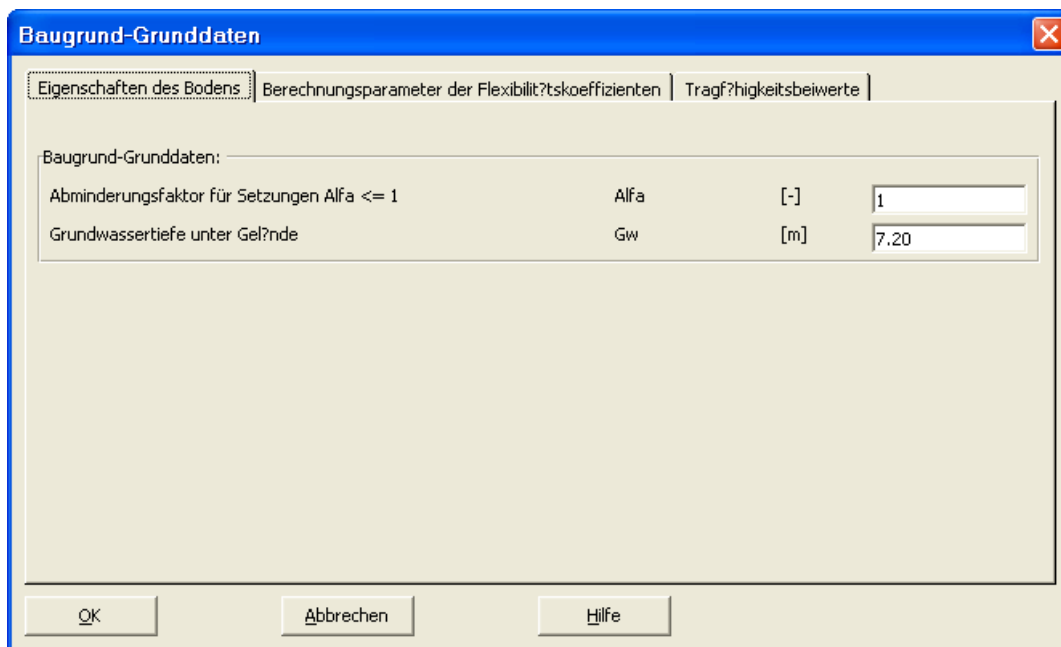 Baugrund-Grunddaten
Eigenschaften des Bodens Berechnungsparameter der Flexibilit?tskoeffizienten Tragf?higkeitsbeiwerte
Baugrund-Grunddaten:
Abminderungsfaktor für Setzungen Alfa <= 1 Alfa [-] 1
Grundwassertiefe unter Gel?nde Gw [m] 7.20
OK Abbrechen Hilfe